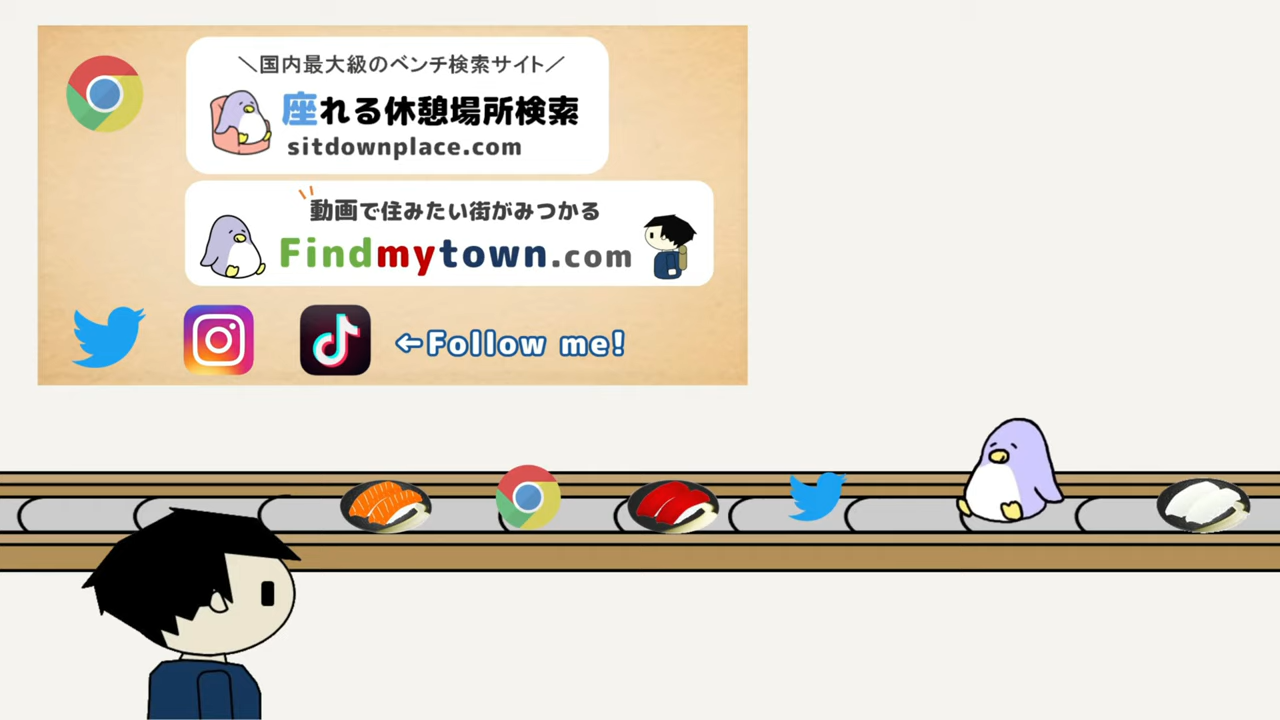 ＼国内最大級のベンチ検索サイト／
座れる休憩場所検索
sitdownplace.com
動画で住みたい街がみつかる
Findmytown.com
←Follow me!